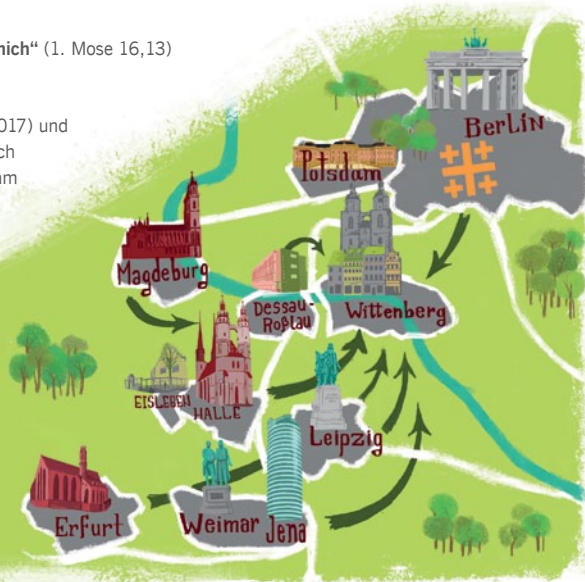 nich“ (1. Mose 16,13)
017) und
ch
am
Berlin
Potsdam
Magdeburg
Dessau-
Roßlau
Wittenberg
EISLEBEN
HALLE
Leipzig
Erfurt
Weimar
Jena